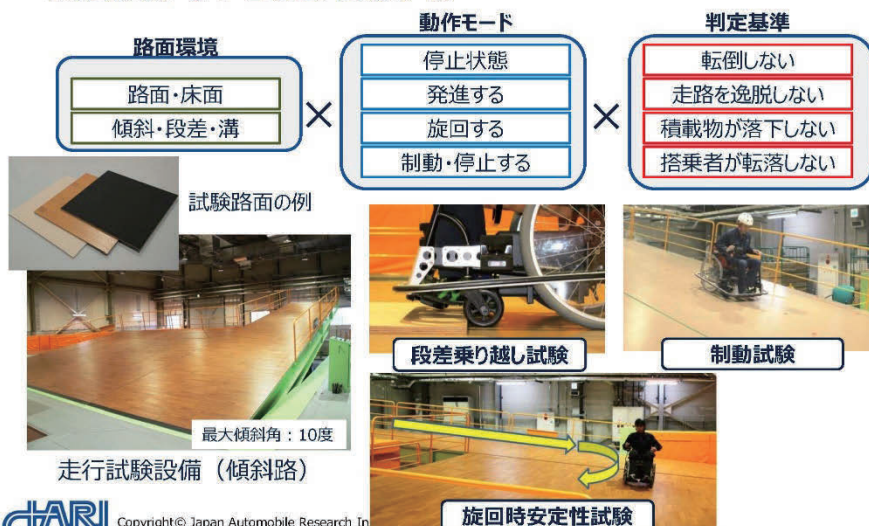 路面環境
路面・床面
傾斜・段差・溝
×
動作モード
停止状態
発進する
旋回する
制動・停止する
×
判定基準
転倒しない
走路を逸脱しない
積載物が落下しない
搭乗者が転落しない
試験路面の例
最大傾斜角：10度
走行試験設備（傾斜路）
段差乗り越し試験
制動試験
旋回時安定性試験
JARI
Copyright© Japan Automobile Research In